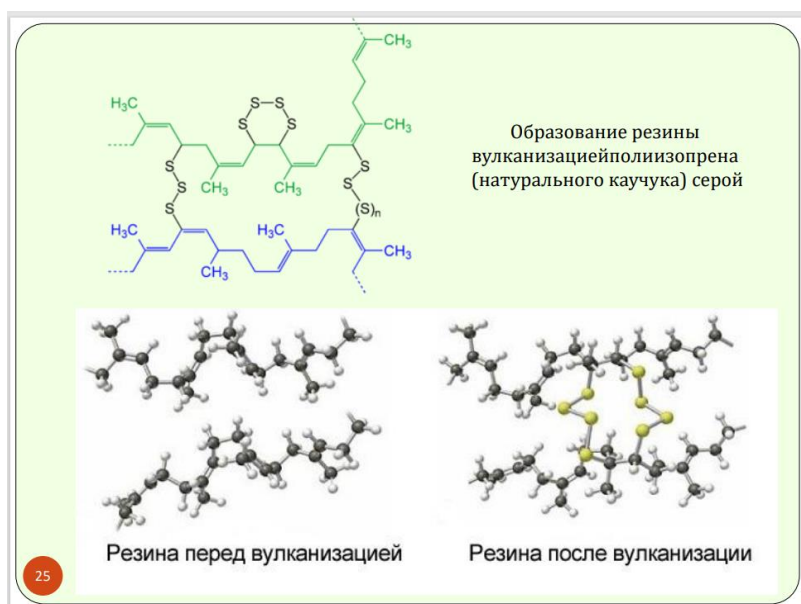 CH₃
H₃C
S S
S S
CH₃
S
S
CH₃
CH₃
S
S
S
S
(S)n
H₃C
H₃C
CH₃
CH₃
Образование резины
вулканизациейполиизопрена
(натурального каучука) серой
Резина перед вулканизацией
Резина после вулканизации
25